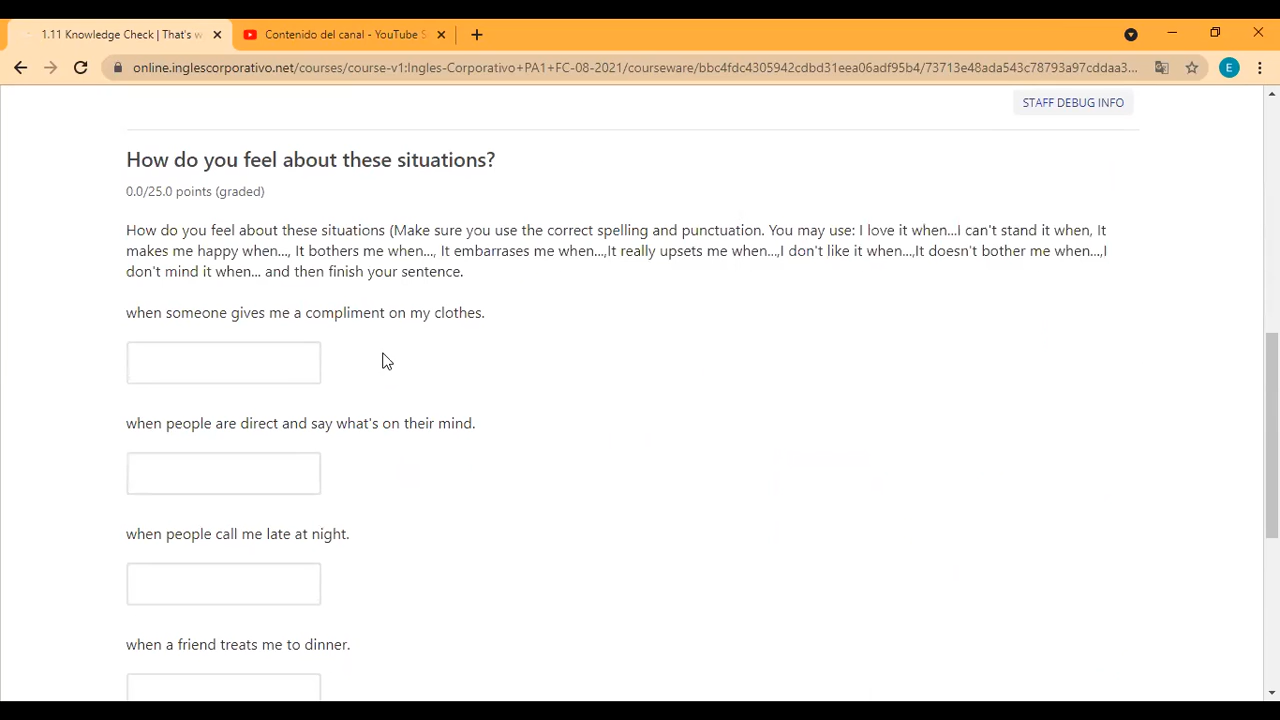 1.11 Knowledge Check | That's w
Contenido del canal - YouTube S
online.inglescorporativo.net/courses/course-v1:Ingles-Corporativo+PA1+FC-08-2021/courseware/bbc4fdc4305942cdbd31eea06adf95b4/73713e48ada543c78793a97cddaa3...
E
STAFF DEBUG INFO
How do you feel about these situations?
0.0/25.0 points (graded)
How do you feel about these situations (Make sure you use the correct spelling and punctuation. You may use: I love it when...I can't stand it when, It
makes me happy when..., It bothers me when..., It embarrases me when...,It really upsets me when...,I don't like it when...,It doesn't bother me when...,I
don't mind it when... and then finish your sentence.
when someone gives me a compliment on my clothes.
when people are direct and say what's on their mind.
when people call me late at night.
when a friend treats me to dinner.